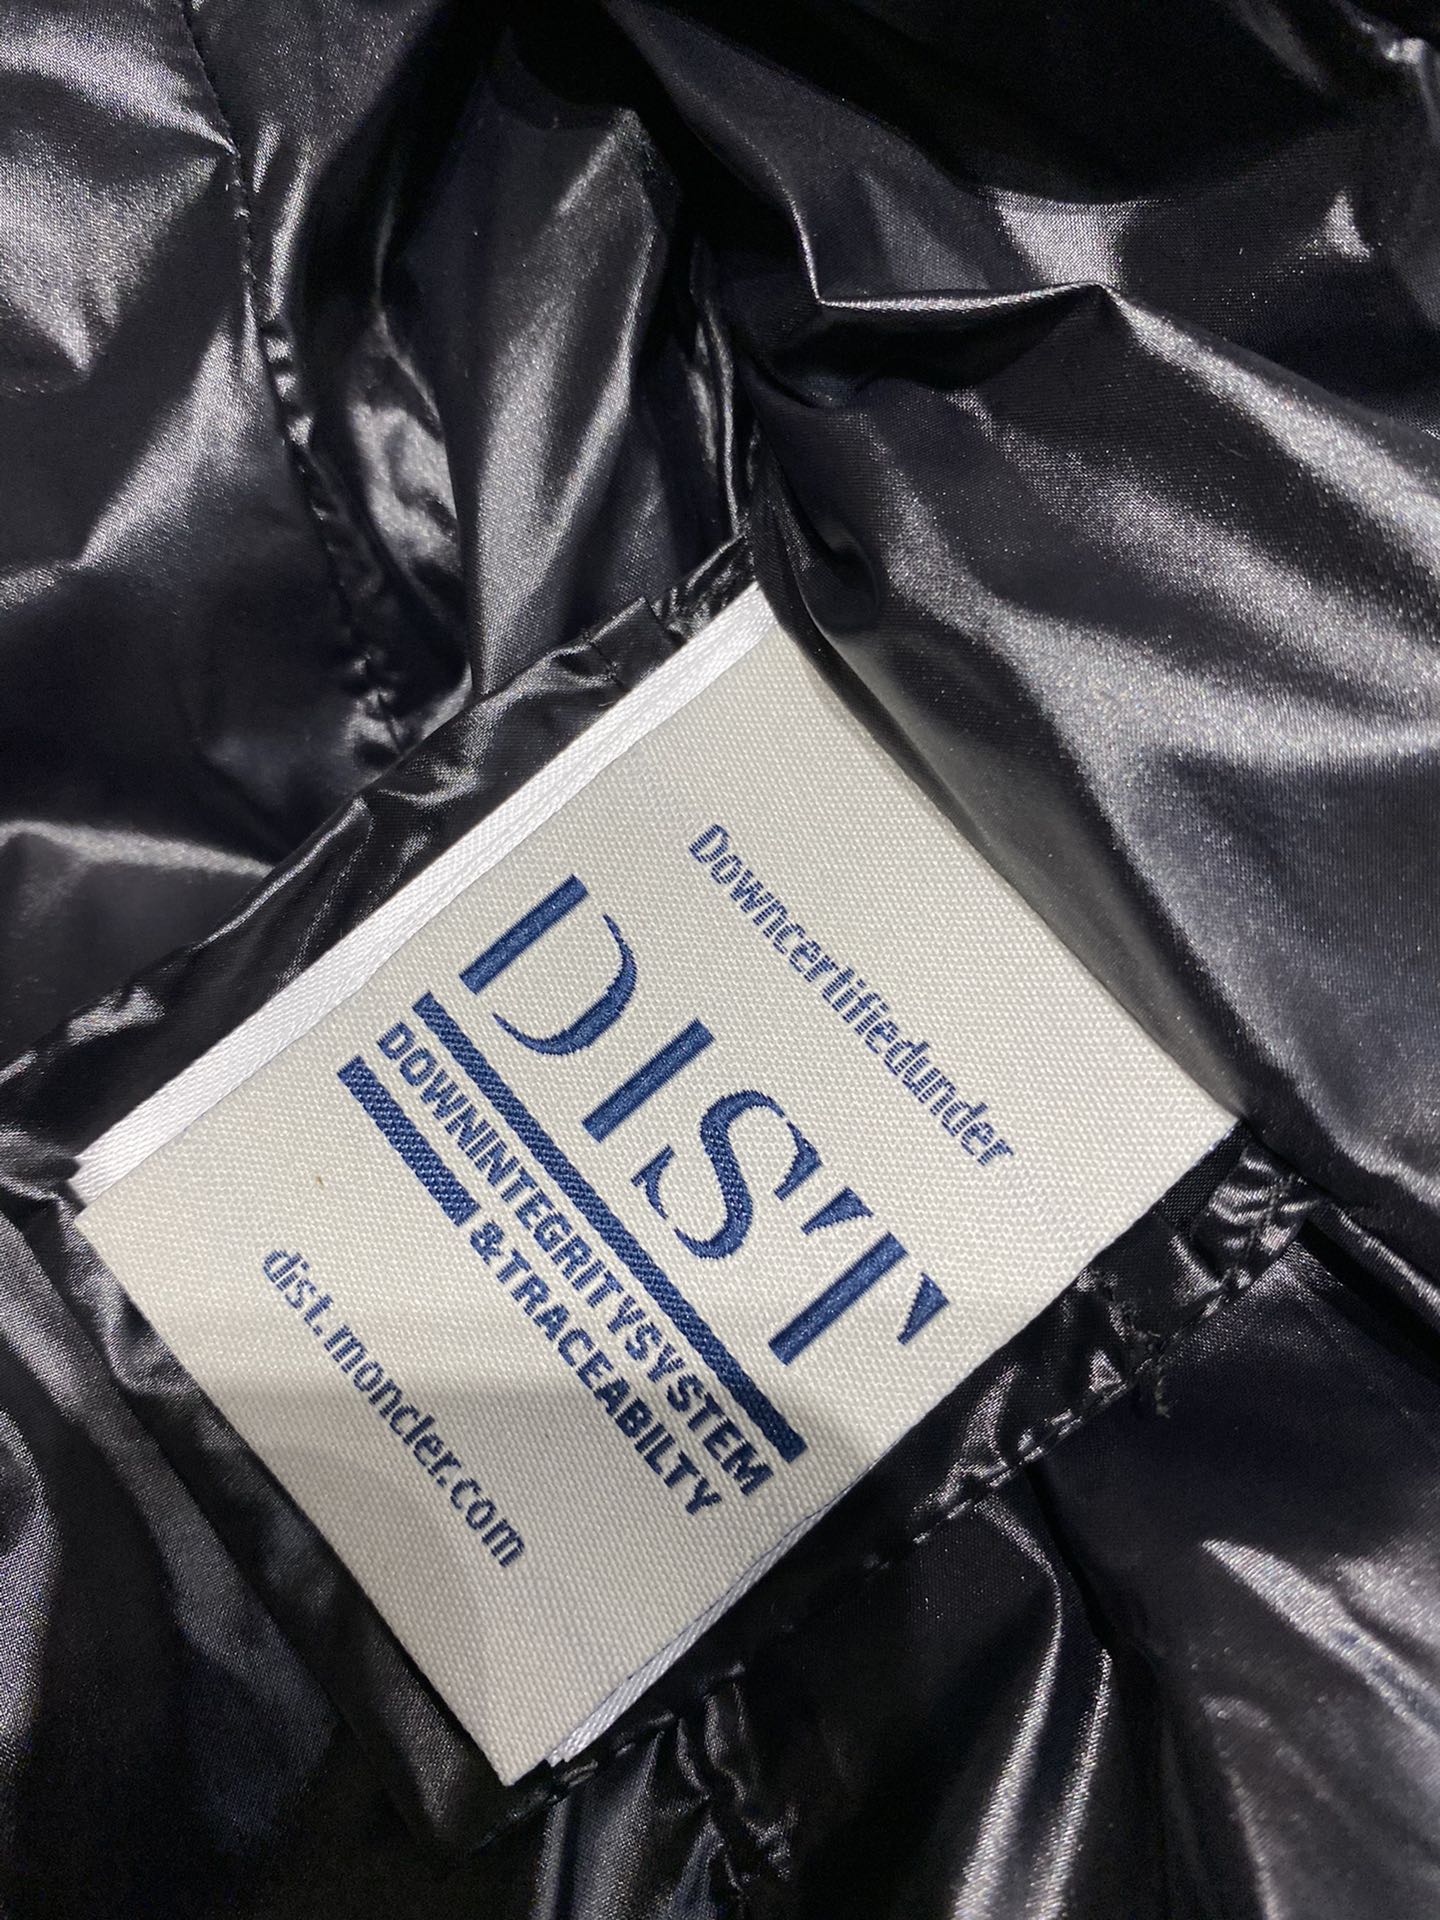 Downcertifiedunder
DIST
DOWNINTEGRITYSYSTEM
&TRACEABILTY
dist.moncler.com